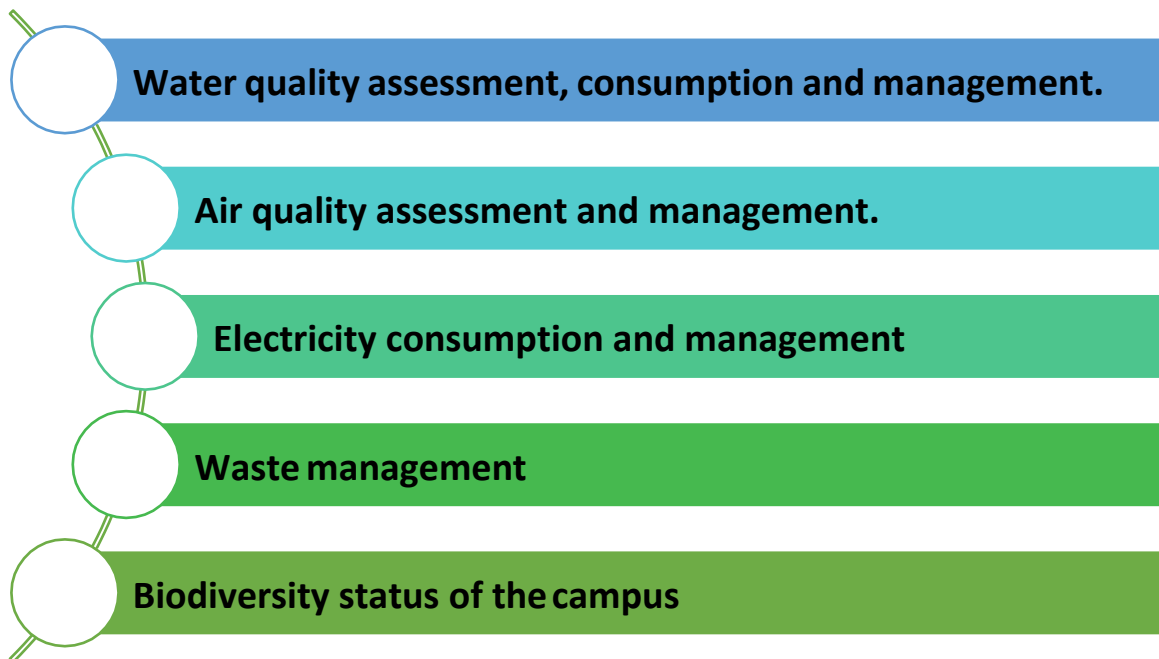 Water quality assessment, consumption and management.
Air quality assessment and management.
Electricity consumption and management
Waste management
Biodiversity status of the campus